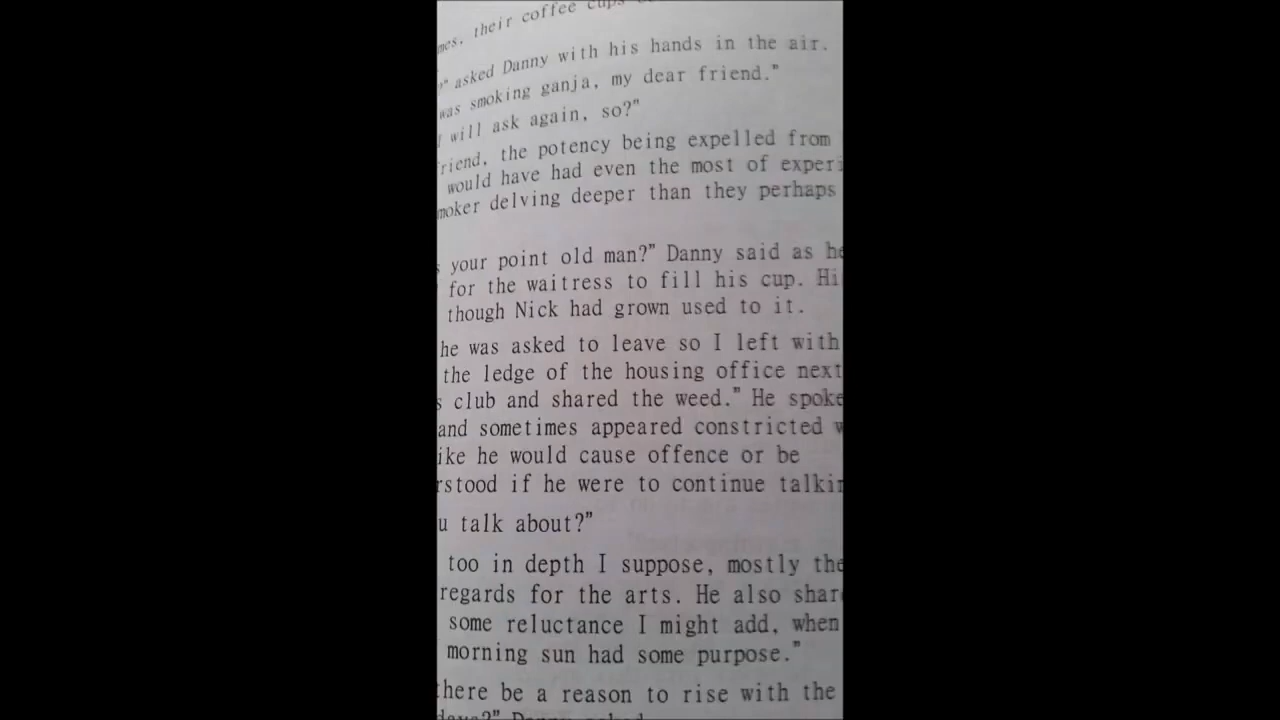 mes, their coffee cups
?" asked Danny with his hands in the air.
was smoking ganja, my dear friend."
I will ask again, so?"
friend, the potency being expelled from
would have had even the most of experi
moker delving deeper than they perhaps
s your point old man?" Danny said as he
for the waitress to fill his cup. Hi
though Nick had grown used to it.
he was asked to leave so I left with
the ledge of the housing office next
s club and shared the weed." He spoke
and sometimes appeared constricted w
ike he would cause offence or be
rstood if he were to continue talkin
u talk about?"
too in depth I suppose, mostly the
regards for the arts. He also shar
some reluctance I might add, when
morning sun had some purpose."
there be a reason to rise with the
days?" Danny asked